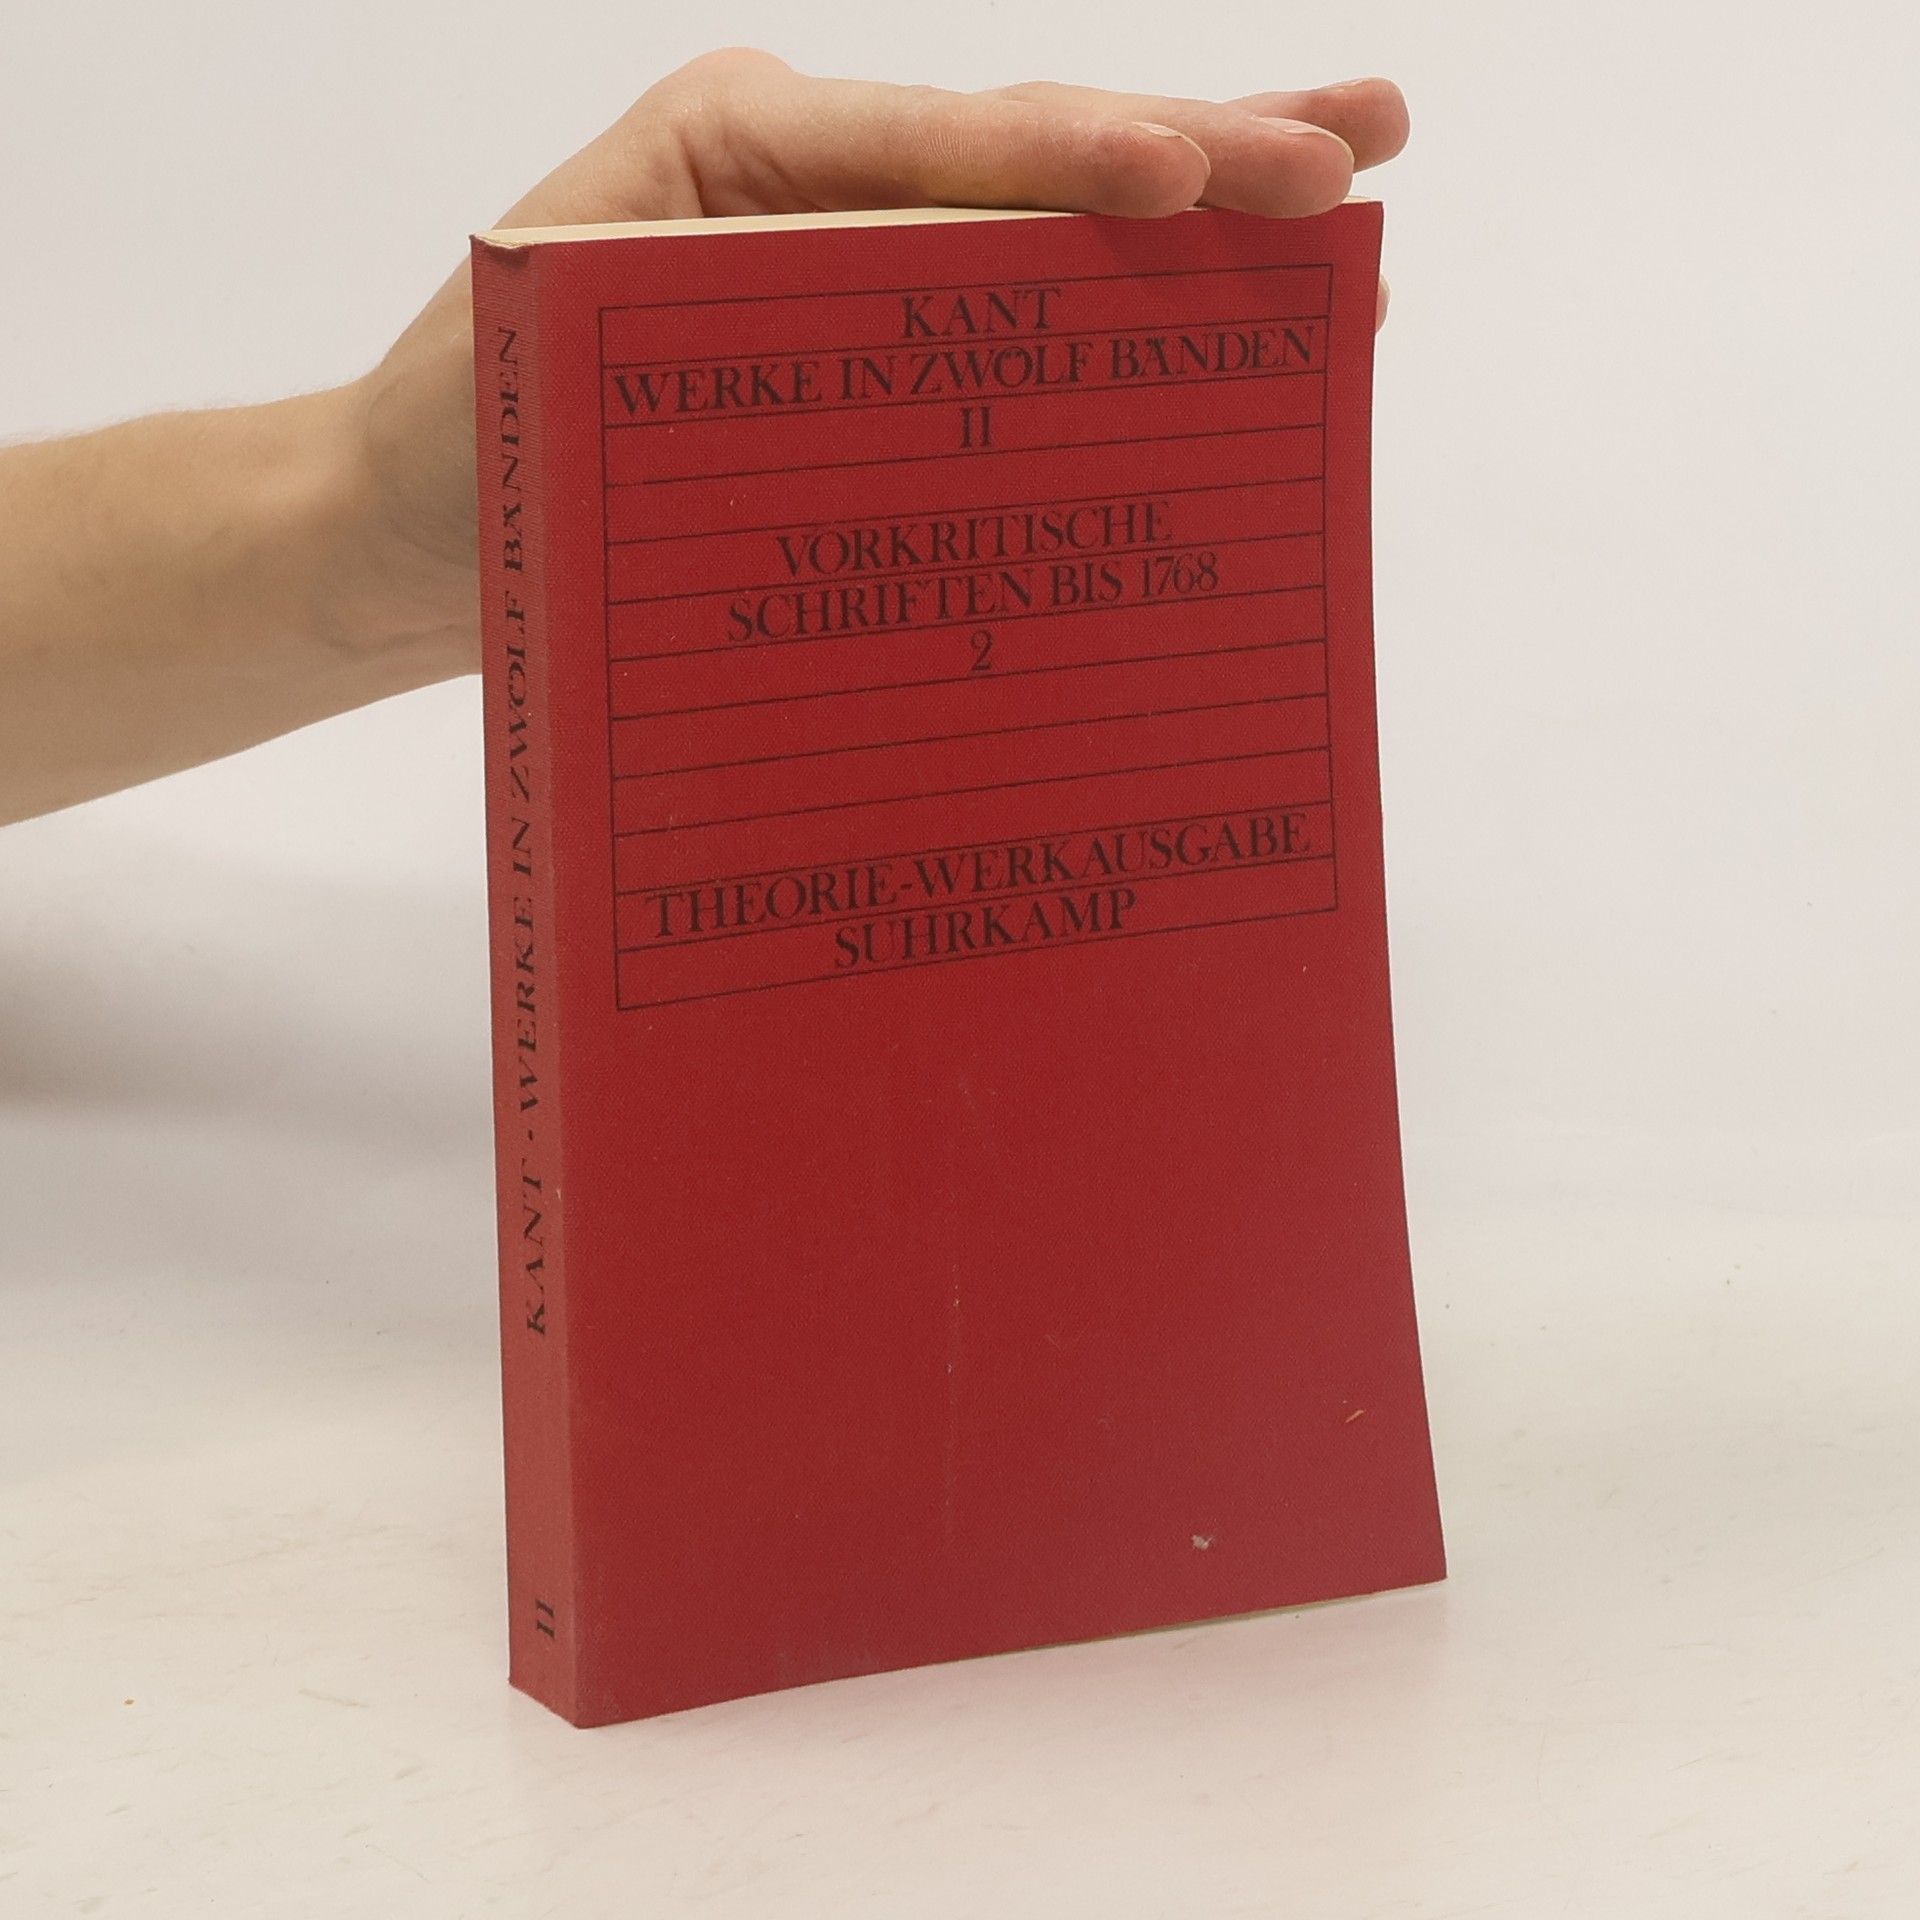 KANT
WERKE IN ZWÖLF BÄNDEN
II
VORKRITISCHE
SCHRIFTEN BIS 1768
2
THEORIE-WERKAUSGABE
SUHRKAMP
KANT · WERKE IN ZWÖLF BÄNDEN
II